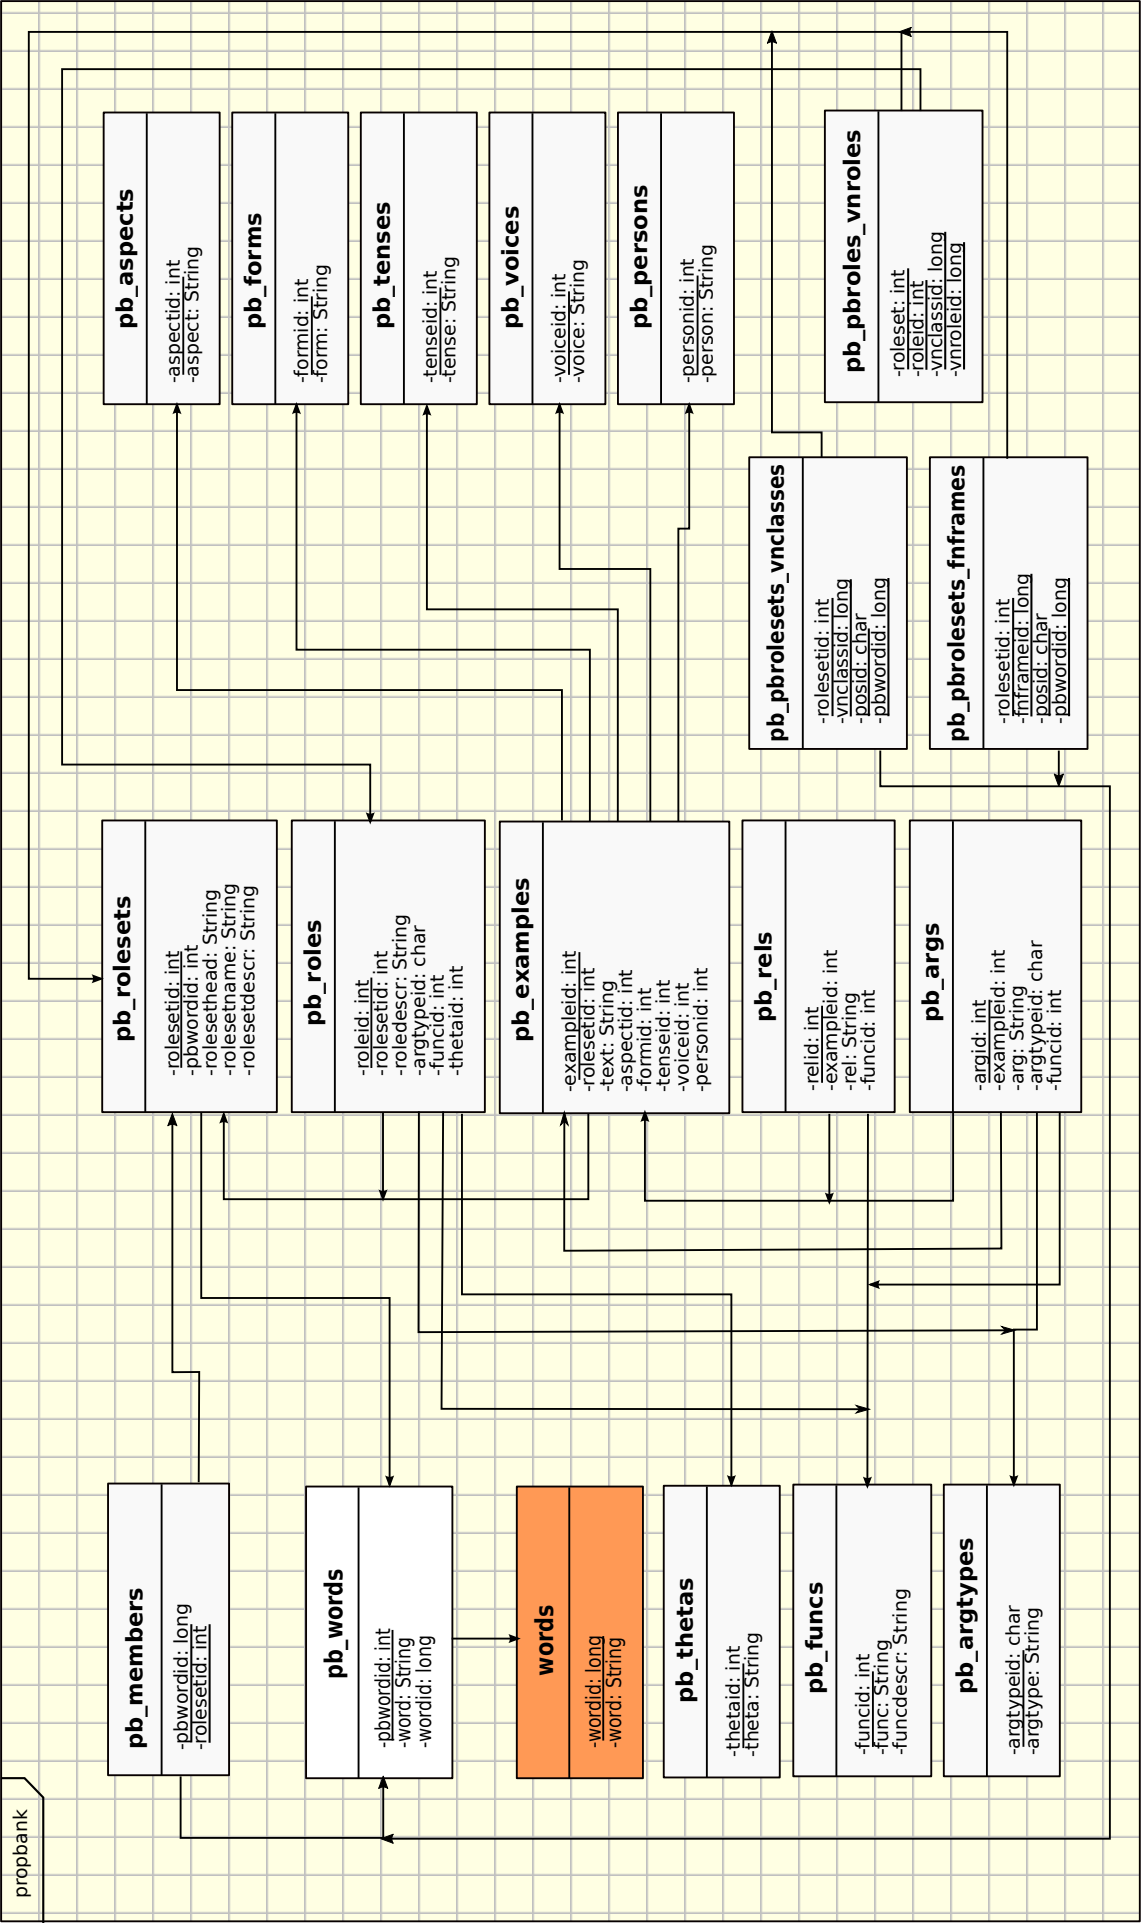 propbank
pb_members
-pbwordid: long
-rolesetid: int
pb_words
-pbwordid: int
-word: String
-wordid: long
words
-wordid: long
-word: String
pb_thetas
-thetaid: int
-theta: String
pb_funcs
-funcid: int
-func: String
-funcdescr: String
pb_argtypes
-argtypeid: char
-argtype: String
pb_rolesets
-rolesetid: int
-pbwordid: int
-rolesethead: String
-rolesetname: String
-rolesetdescr: String
pb_roles
-roleid: int
-rolesetid: int
-roledescr: String
-argtypeid: char
-funcid: int
-thetaid: int
pb_examples
-exampleid: int
-rolesetid: int
-text: String
-aspectid: int
-formid: int
-tenseid: int
-voiceid: int
-personid: int
pb_rels
-relid: int
-exampleid: int
-rel: String
-funcid: int
pb_args
-argid: int
-exampleid: int
-arg: String
-argtypeid: char
-funcid: int
pb_pbrolesets_vnclasses
-rolesetid: int
-vnclassid: long
-posid: char
-pbwordid: long
pb_pbrolesets_fnframes
-rolesetid: int
-fnframeid: long
-posid: char
-pbwordid: long
pb_aspects
-aspectid: int
-aspect: String
pb_forms
-formid: int
-form: String
pb_tenses
-tenseid: int
-tense: String
pb_voices
-voiceid: int
-voice: String
pb_persons
-personid: int
-person: String
pb_pbroles_vnroles
-roleset: int
-roleid: int
-vnclassid: long
-vnroleid: long